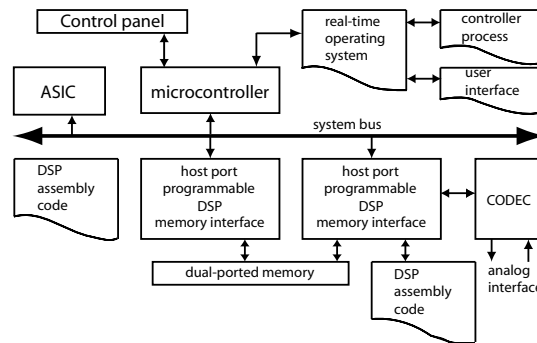 Control panel
real-time
operating
system
controller
process
user
interface
ASIC
microcontroller
system bus
DSP
assembly
code
host port
programmable
DSP
memory interface
host port
programmable
DSP
memory interface
CODEC
dual-ported memory
DSP
assembly
code
analog
interface